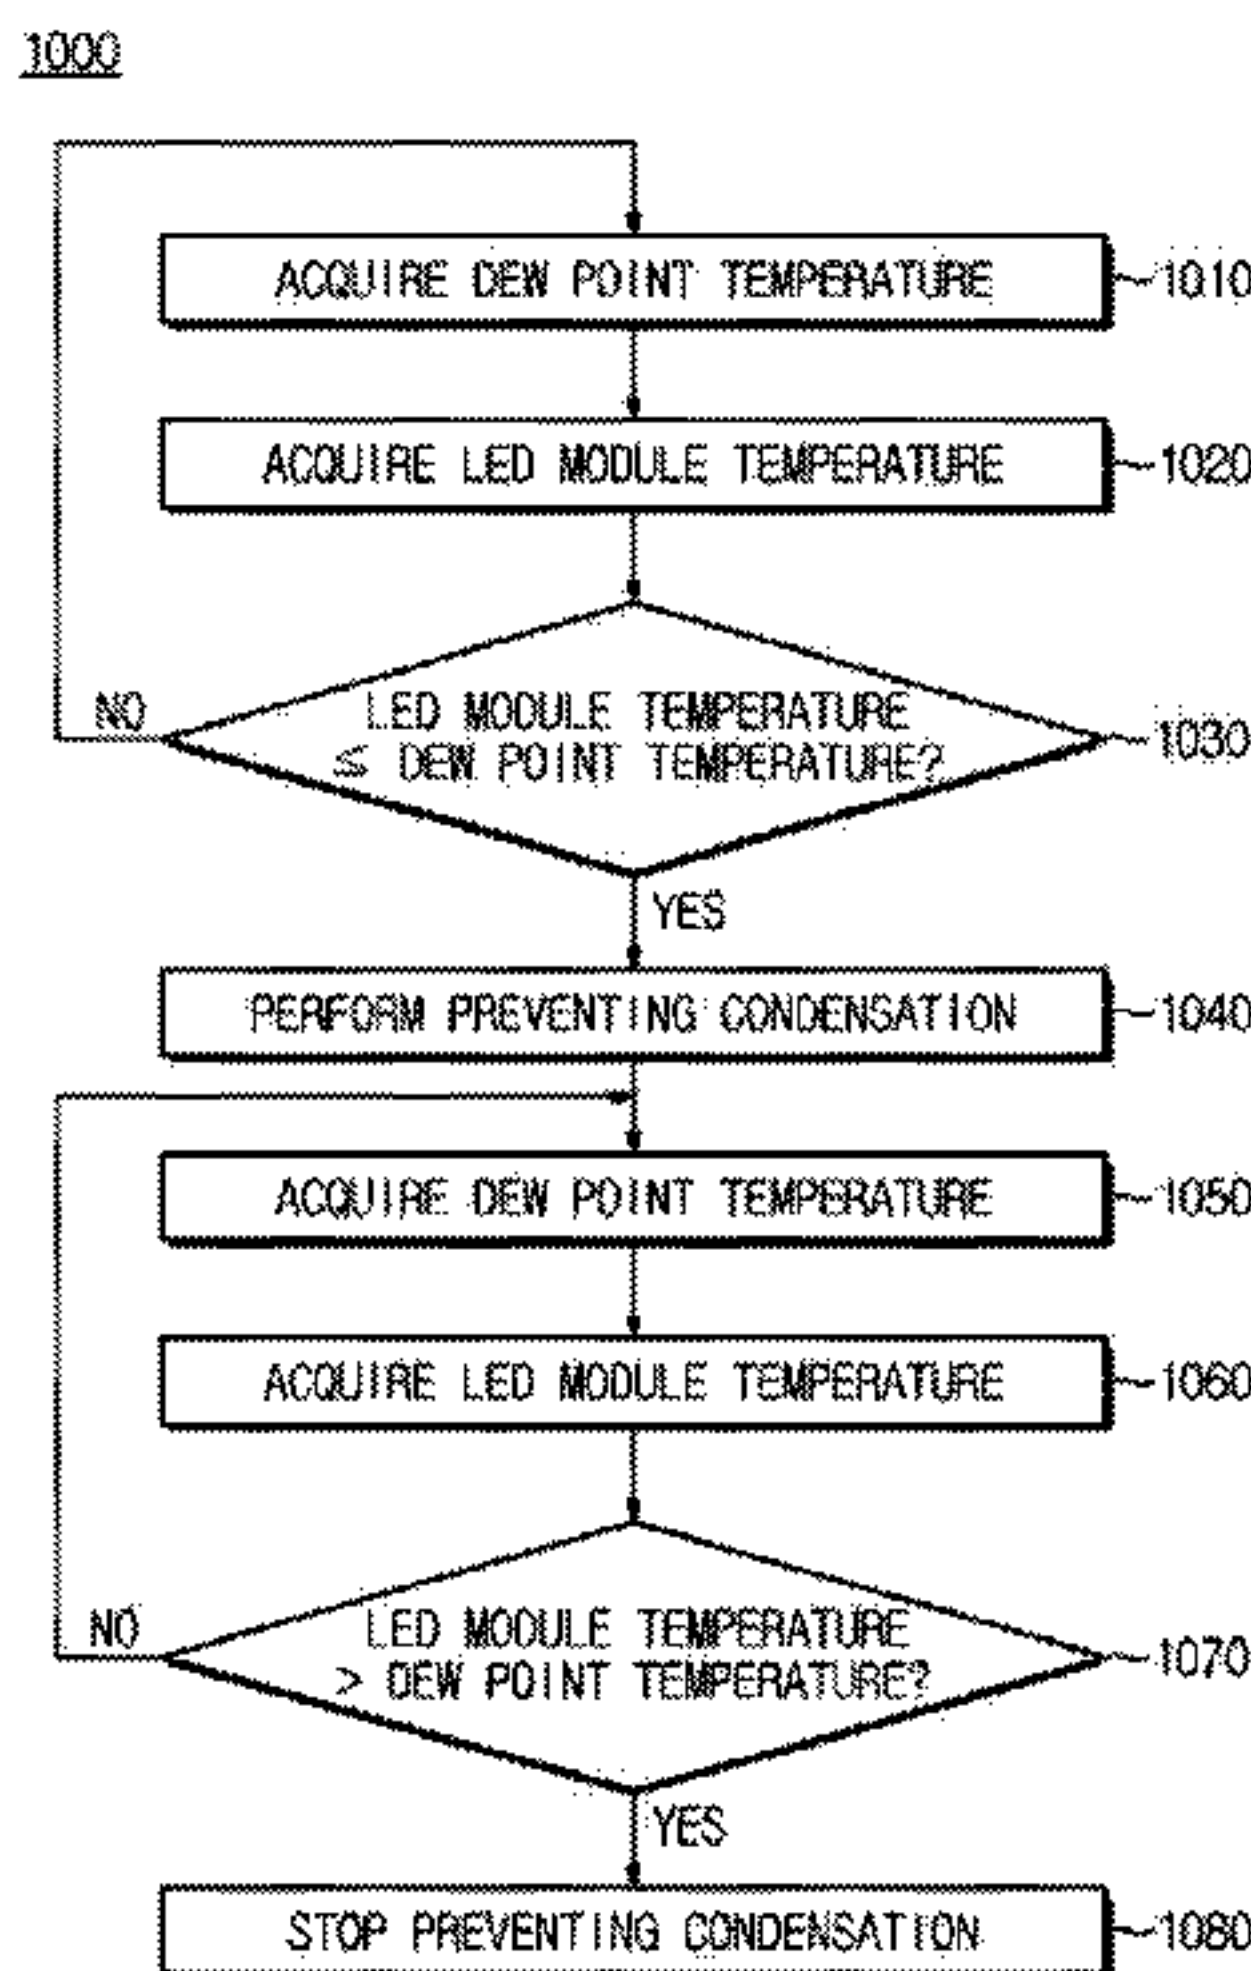 1000
ACQUIRE DEW POINT TEMPERATURE
1010
ACQUIRE LED MODULE TEMPERATURE
1020
NO
LED MODULE TEMPERATURE
≤ DEW POINT TEMPERATURE?
1030
YES
PERFORM PREVENTING CONDENSATION
1040
ACQUIRE DEW POINT TEMPERATURE
1050
ACQUIRE LED MODULE TEMPERATURE
1060
NO
LED MODULE TEMPERATURE
> DEW POINT TEMPERATURE?
1070
YES
STOP PREVENTING CONDENSATION
1080